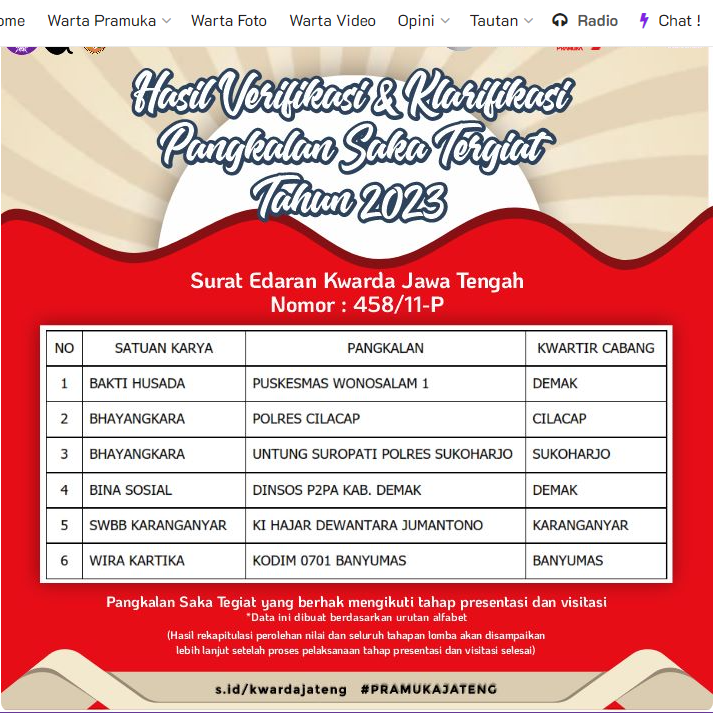 ome Warta Pramuka Warta Foto Warta Video Opini Tautan Radio Chat !
Hasil Verifikasi & Klarifikasi
Pangkalan Saka Tergiat
Tahun 2023
Surat Edaran Kwarda Jawa Tengah
Nomor : 458/11-P
NO SATUAN KARYA PANGKALAN KWARTIR CABANG
1 BAKTI HUSADA PUSKESMAS WONOSALAM 1 DEMAK
2 BHAYANGKARA POLRES CILACAP CILACAP
3 BHAYANGKARA UNTUNG SUROPATI POLRES SUKOHARJO SUKOHARJO
4 BINA SOSIAL DINSOS P2PA KAB. DEMAK DEMAK
5 SWBB KARANGANYAR KI HAJAR DEWANTARA JUMANTONO KARANGANYAR
6 WIRA KARTIKA KODIM 0701 BANYUMAS BANYUMAS
Pangkalan Saka Tegiat yang berhak mengikuti tahap presentasi dan visitasi
*Data ini dibuat berdasarkan urutan alfabet
(Hasil rekapitulasi perolehan nilai dan seluruh tahapan lomba akan disampaikan
lebih lanjut setelah proses pelaksanaan tahap presentasi dan visitasi selesai)
s.id/kwardajateng #PRAMUKAJATENG